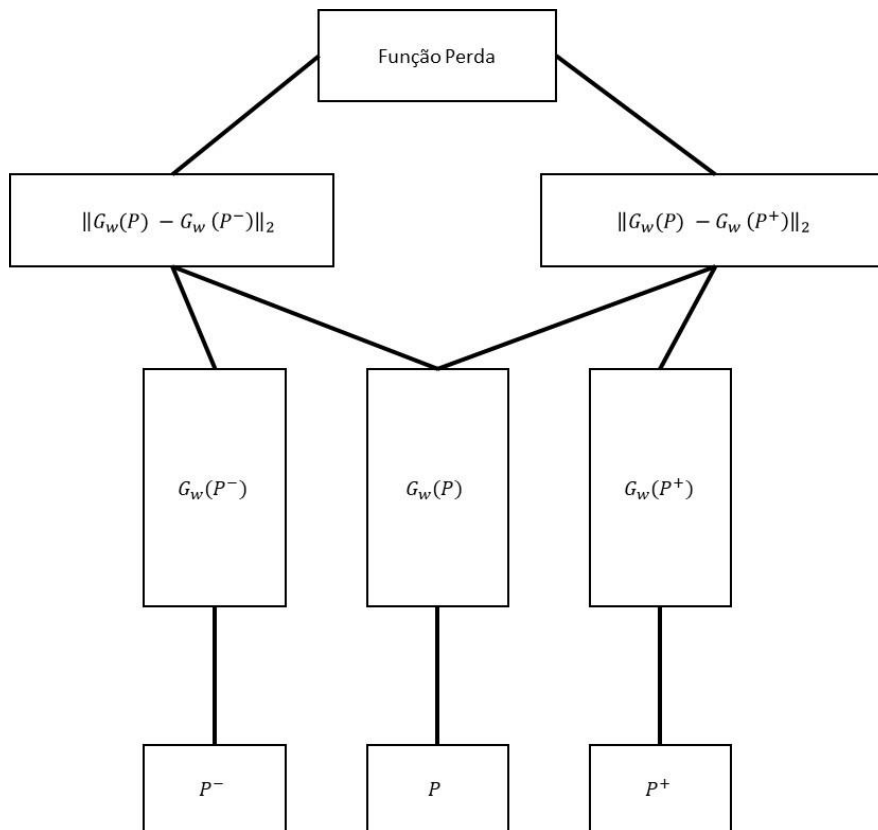 Função Perda
‖G_w(P) − G_w(P⁻)‖₂
‖G_w(P) − G_w(P⁺)‖₂
G_w(P⁻)
G_w(P)
G_w(P⁺)
P⁻
P
P⁺